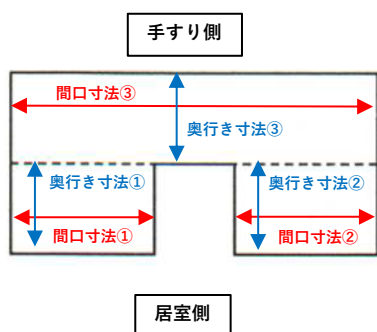 手すり側
間口寸法③
奥行き寸法③
奥行き寸法①
奥行き寸法②
間口寸法①
間口寸法②
居室側